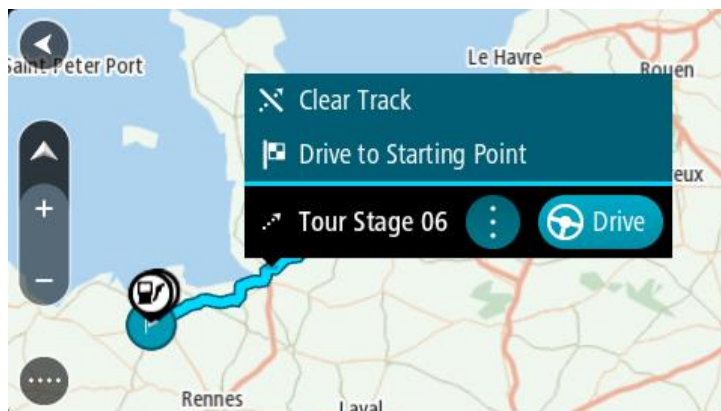 Saint-Peter Port
Le Havre
Rouen
Clear Track
Drive to Starting Point
eux
Tour Stage 06
Drive
+
−
Rennes
Laval